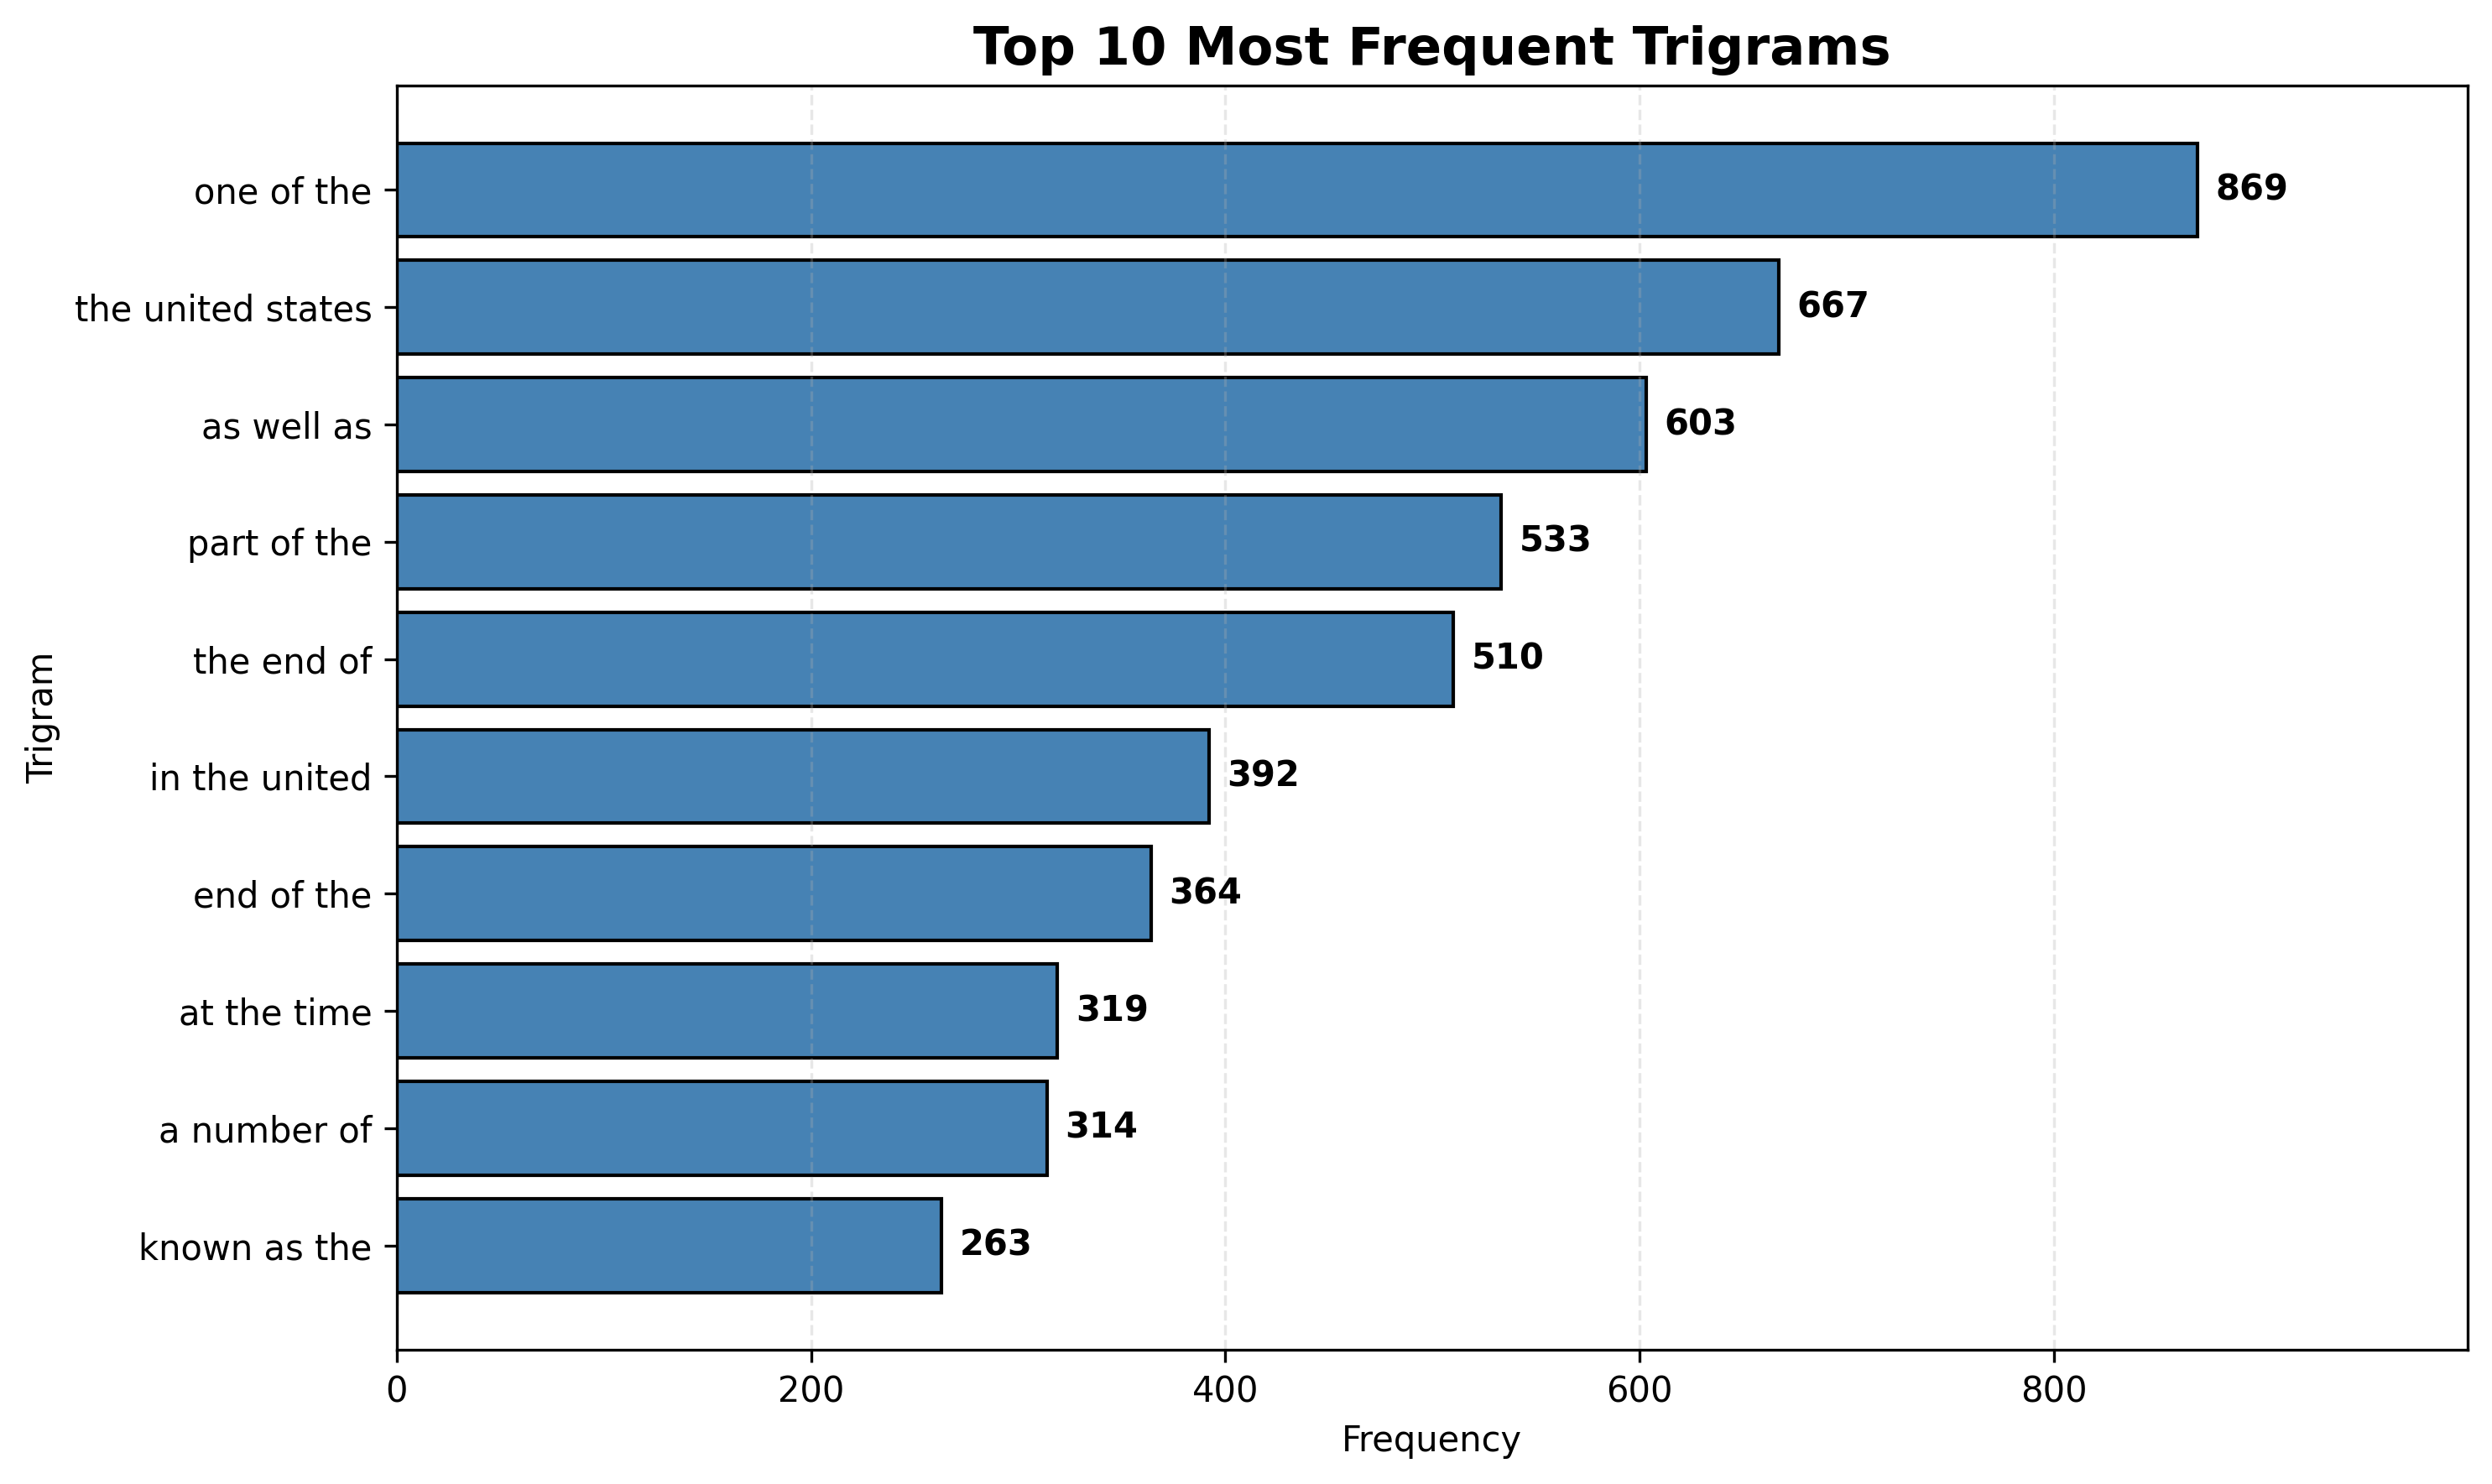 Top 10 Most Frequent Trigrams
one of the 869
the united states 667
as well as 603
part of the 533
the end of 510
in the united 392
end of the 364
at the time 319
a number of 314
known as the 263
Trigram
0 200 400 600 800
Frequency